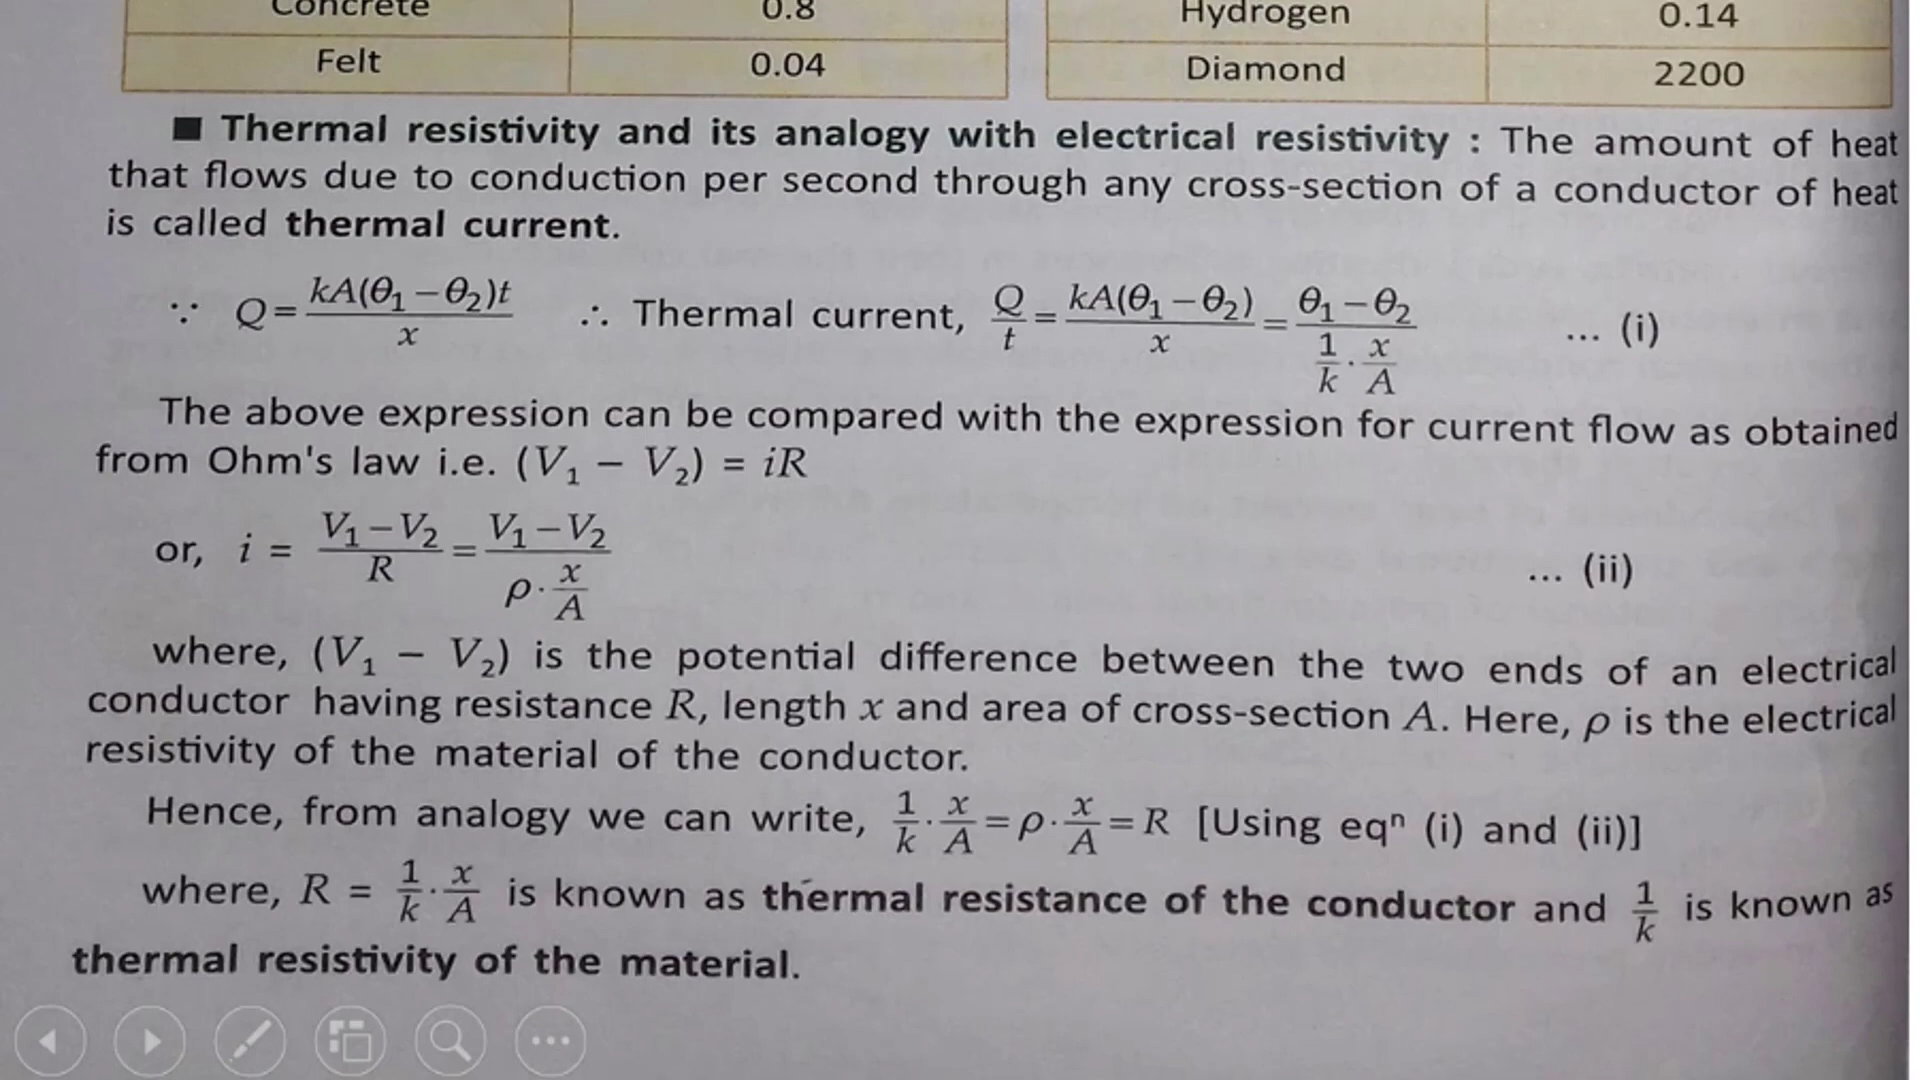 Concrete 0.8 Hydrogen 0.14
Felt 0.04 Diamond 2200
■ Thermal resistivity and its analogy with electrical resistivity : The amount of heat
that flows due to conduction per second through any cross-section of a conductor of heat
is called thermal current.
∵ Q = kA(θ₁ − θ₂)t / x ∴ Thermal current, Q/t = kA(θ₁ − θ₂) / x = (θ₁ − θ₂) / (1/k · x/A) ... (i)
The above expression can be compared with the expression for current flow as obtained
from Ohm's law i.e. (V₁ − V₂) = iR
or, i = (V₁ − V₂) / R = (V₁ − V₂) / (ρ · x/A) ... (ii)
where, (V₁ − V₂) is the potential difference between the two ends of an electrical
conductor having resistance R, length x and area of cross-section A. Here, ρ is the electrical
resistivity of the material of the conductor.
Hence, from analogy we can write, 1/k · x/A = ρ · x/A = R [Using eqⁿ (i) and (ii)]
where, R = 1/k · x/A is known as thermal resistance of the conductor and 1/k is known as
thermal resistivity of the material.